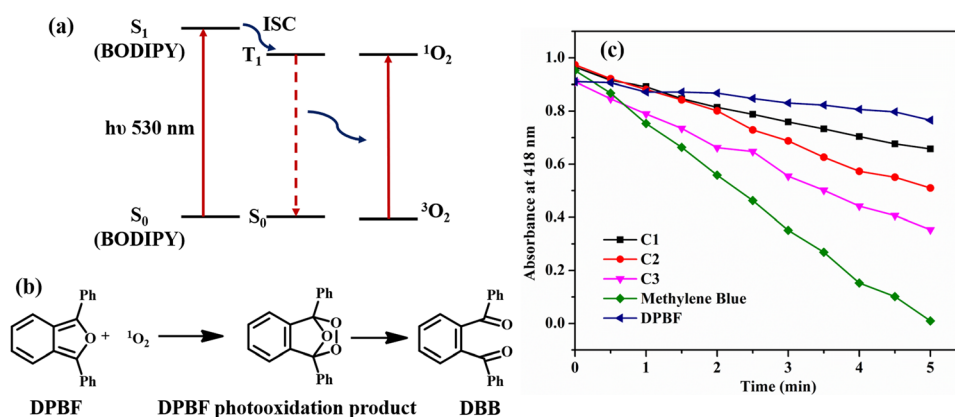 (a)
S₁
(BODIPY)
ISC
T₁
¹O₂
hυ 530 nm
S₀
(BODIPY)
S₀
³O₂
(b)
Ph
O
Ph
+ ¹O₂
Ph
O
O
O
Ph
Ph
O
O
Ph
DPBF
DPBF photooxidation product
DBB
(c)
Absorbance at 418 nm
1.0
0.8
0.6
0.4
0.2
0.0
C1
C2
C3
Methylene Blue
DPBF
0 1 2 3 4 5
Time (min)